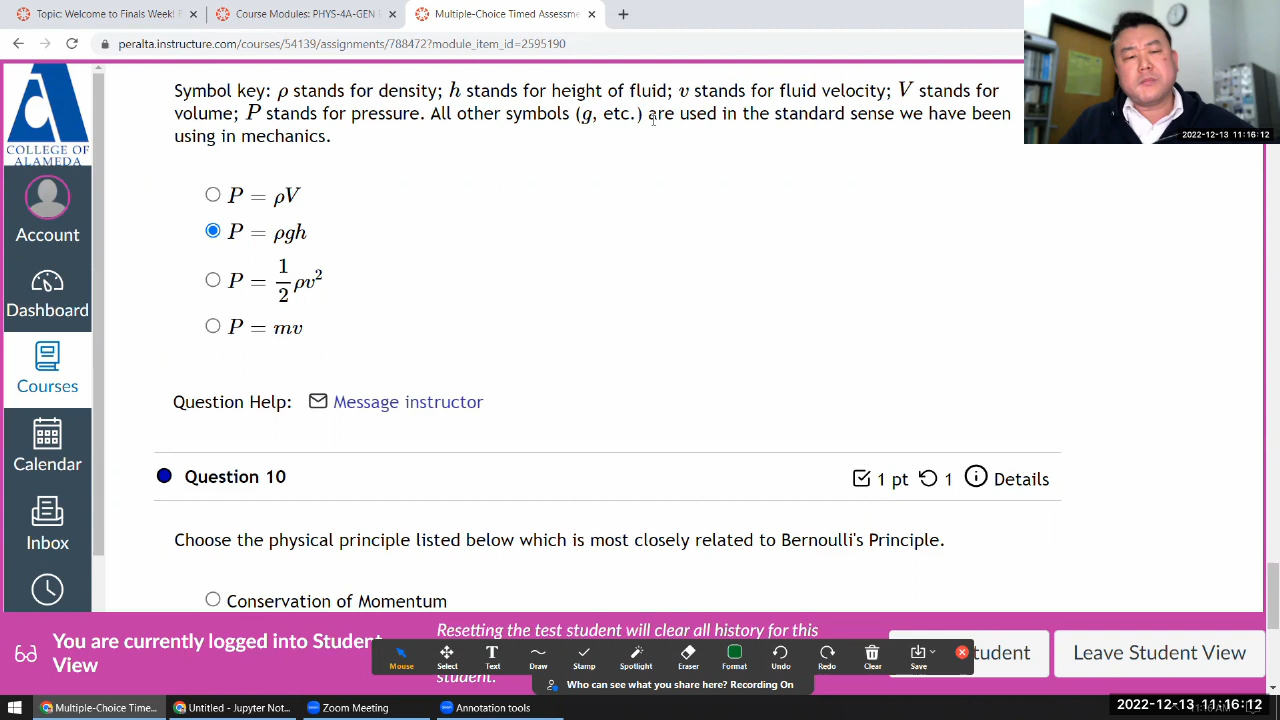 Topic: Welcome to Finals Week!
Course Modules: PHYS-4A-GEN
Multiple-Choice Timed Assessme
peralta.instructure.com/courses/54139/assignments/788472?module_item_id=2595190
2022-12-13 11:16:12
COLLEGE OF
ALAMEDA
Account
Dashboard
Courses
Calendar
Inbox
Symbol key: ρ stands for density; h stands for height of fluid; v stands for fluid velocity; V stands for
volume; P stands for pressure. All other symbols (g, etc.) are used in the standard sense we have been
using in mechanics.
P = ρV
P = ρgh
P = 1/2 ρv²
P = mv
Question Help: Message instructor
Question 10
1 pt 1 Details
Choose the physical principle listed below which is most closely related to Bernoulli's Principle.
Conservation of Momentum
You are currently logged into Student
View
Resetting the test student will clear all history for this
student.
tudent
Leave Student View
Mouse Select Text Draw Stamp Spotlight Eraser Format Undo Redo Clear Save
Who can see what you share here? Recording On
Multiple-Choice Time...
Untitled - Jupyter Not...
Zoom Meeting
Annotation tools
2022-12-13 11:16:12